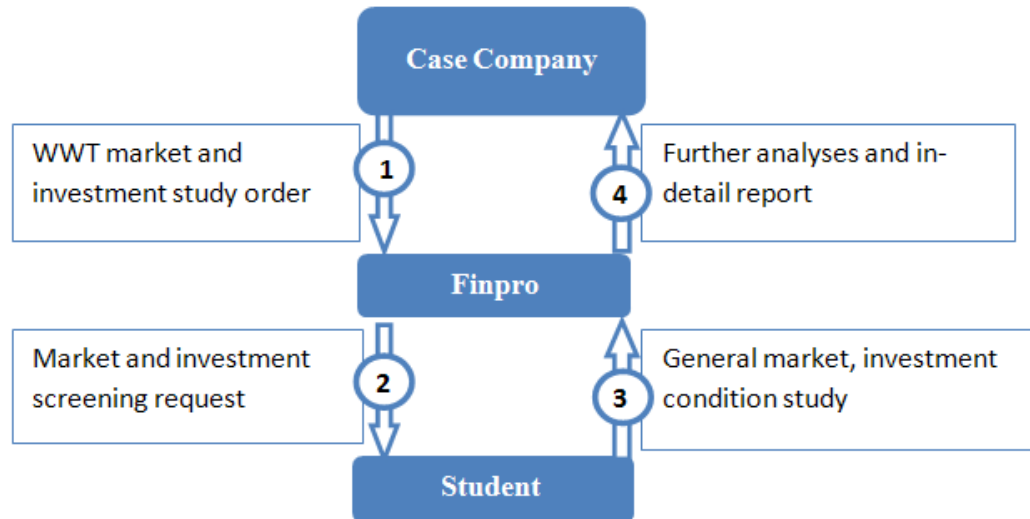 Case Company
WWT market and
investment study order
1
4
Further analyses and in-
detail report
Finpro
Market and investment
screening request
2
3
General market, investment
condition study
Student